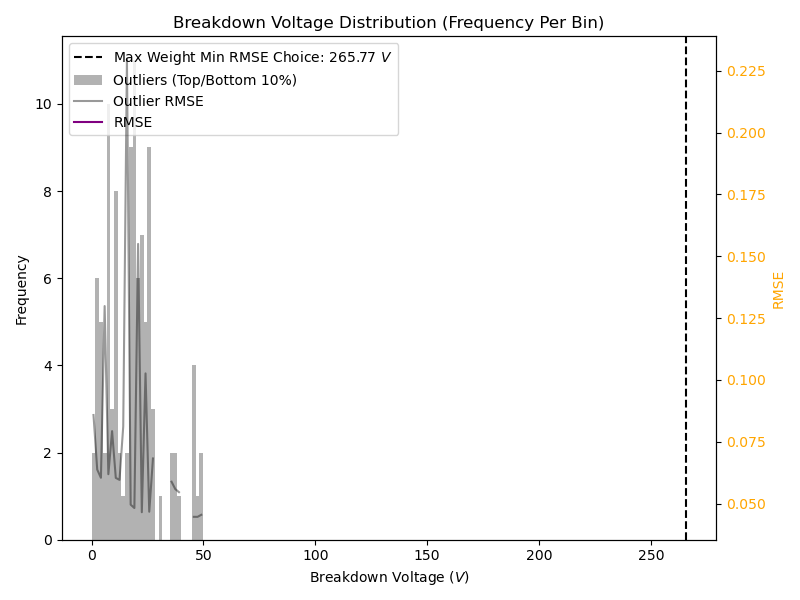 Breakdown Voltage Distribution (Frequency Per Bin)
Max Weight Min RMSE Choice: 265.77 V
Outliers (Top/Bottom 10%)
Outlier RMSE
RMSE
Frequency
10
8
6
4
2
0
0.225
0.200
0.175
0.150
0.125
0.100
0.075
0.050
RMSE
0
50
100
150
200
250
Breakdown Voltage (V)